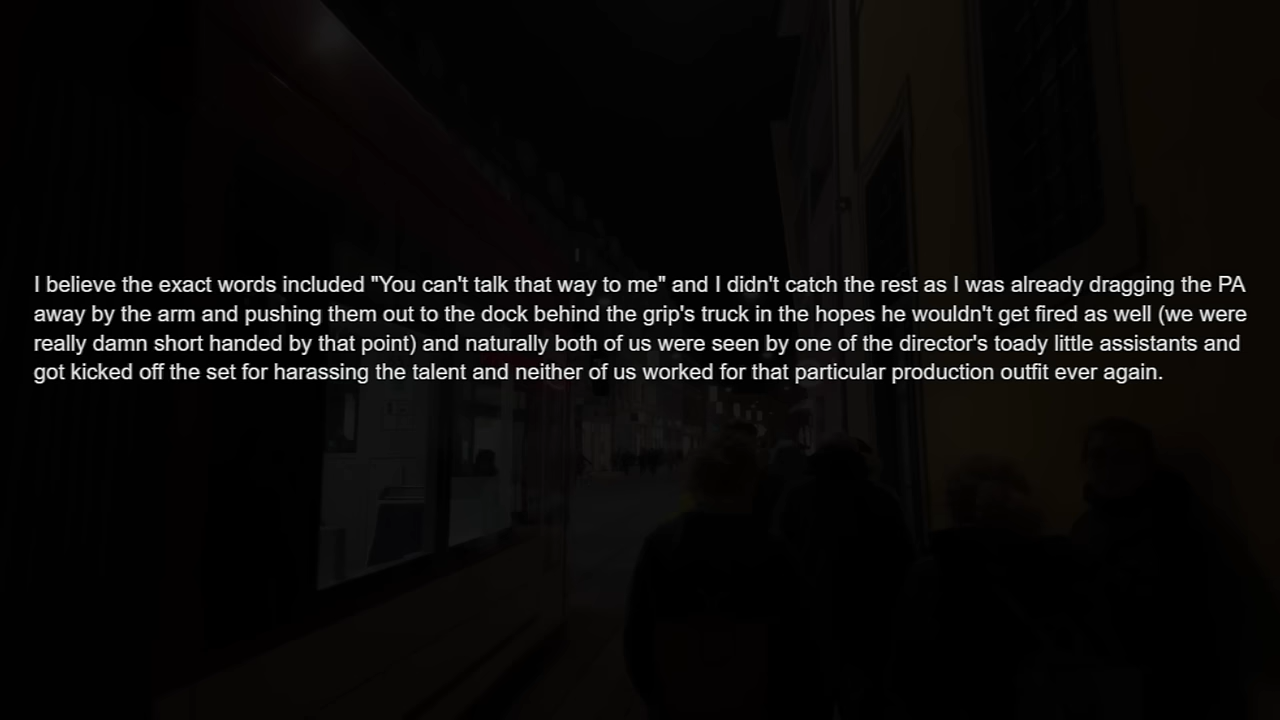 I believe the exact words included "You can't talk that way to me" and I didn't catch the rest as I was already dragging the PA
away by the arm and pushing them out to the dock behind the grip's truck in the hopes he wouldn't get fired as well (we were
really damn short handed by that point) and naturally both of us were seen by one of the director's toady little assistants and
got kicked off the set for harassing the talent and neither of us worked for that particular production outfit ever again.